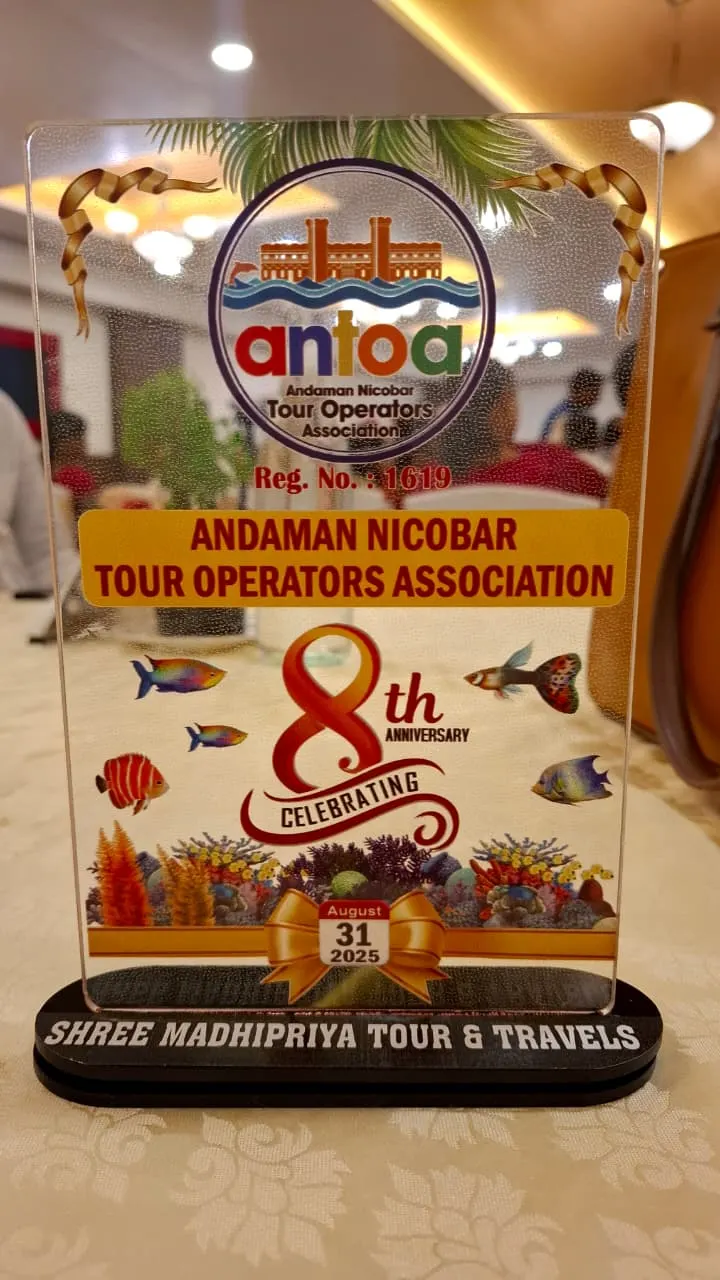 antoa
Andaman Nicobar
Tour Operators
Association
Reg. No. : 1619
ANDAMAN NICOBAR
TOUR OPERATORS ASSOCIATION
8th
ANNIVERSARY
CELEBRATING
August
31
2025
SHREE MADHIPRIYA TOUR & TRAVELS